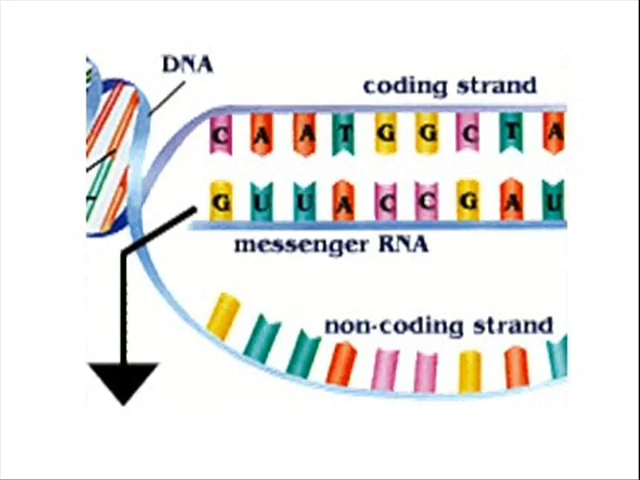 DNA
coding strand
C A A T G G C T A
G U U A C C G A U
messenger RNA
non-coding strand